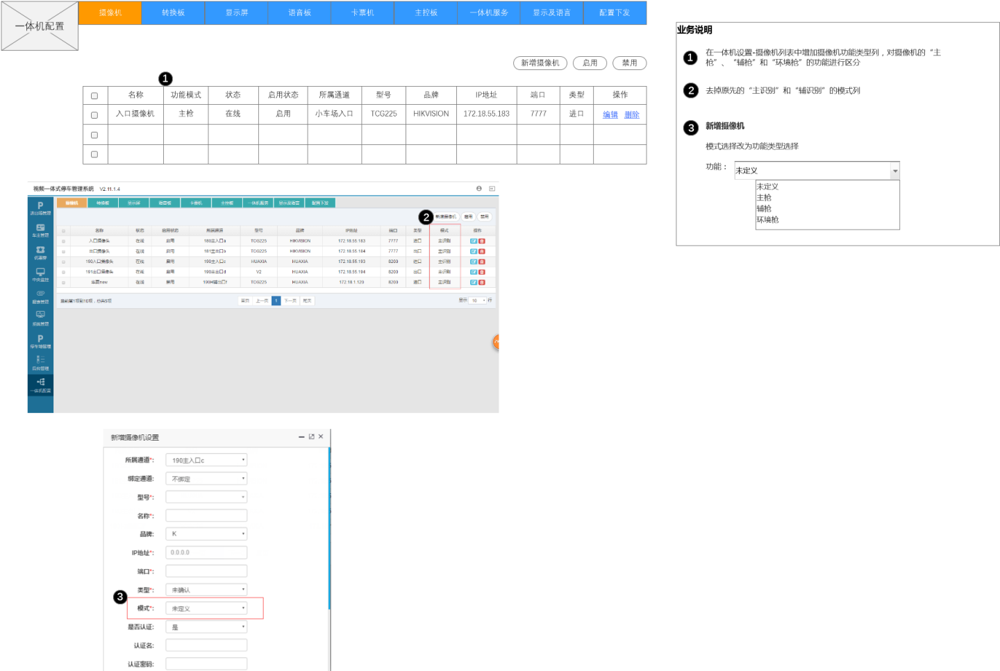 一体机配置
摄像机 转换板 显示屏 语音板 卡票机 主控板 一体机服务 显示及语言 配置下发
新增摄像机 启用 禁用
1
名称 功能模式 状态 启用状态 所属通道 型号 品牌 IP地址 端口 类型 操作
入口摄像机 主枪 在线 启用 小车场入口 TCG225 HIKVISION 172.18.55.183 7777 进口 编辑 删除
视频一体式停车管理系统 V2.11.1.4
摄像机 转换板 显示屏 语音板 卡票机 主控板 一体机服务 显示及语言 配置下发
2 新增摄像机 启用 禁用
名称 状态 启用状态 所属通道 型号 品牌 IP地址 端口 类型 模式 操作
入口摄像头 在线 启用 180主入口a TCG225 HIKVISION 172.18.55.183 7777 进口 主识别
出口摄像头 在线 启用 181主出口b TCG225 HIKVISION 172.18.55.184 7777 出口 主识别
190入口摄像头 在线 启用 190主入口c HUAXIA HUAXIA 172.18.55.193 8200 进口 主识别
191出口摄像头 在线 启用 190主出口d V2 HUAXIA 172.18.55.194 8200 出口 主识别
在线 禁用 TCG225 HUAXIA 172.18.1.120 8200 进口 主识别
当前第1项到10项，总共5项 首页 上一页 1 下一页 尾页 显示 10 行
进出场管理
车主管理
优惠券
中央监控
报表管理
系统管理
停车场管理
后台管理
一体机配置
新增摄像机设置
所属通道*: 190主入口c
绑定通道: 不绑定
型号*:
名称*:
品牌: K
IP地址*: 0.0.0.0
端口*:
类型*: 未确认
3
模式*: 未定义
是否认证: 是
认证名:
认证密码:
业务说明
1 在一体机设置-摄像机列表中增加摄像机功能类型列，对摄像机的“主
枪”、“辅枪”和“环境枪”的功能进行区分
2 去掉原先的“主识别”和“辅识别”的模式列
3 新增摄像机
模式选择改为功能类型选择
功能： 未定义
未定义
主枪
辅枪
环境枪